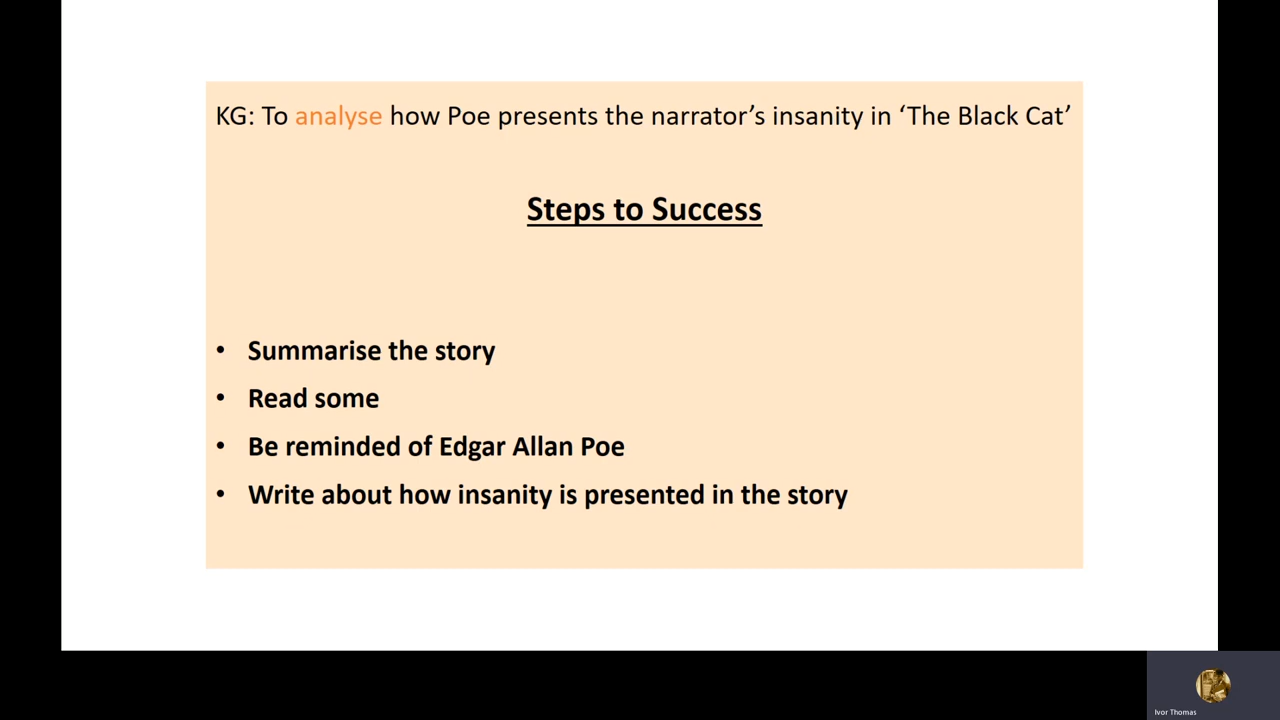 KG: To analyse how Poe presents the narrator’s insanity in ‘The Black Cat’
Steps to Success
• Summarise the story
• Read some
• Be reminded of Edgar Allan Poe
• Write about how insanity is presented in the story
Ivor Thomas